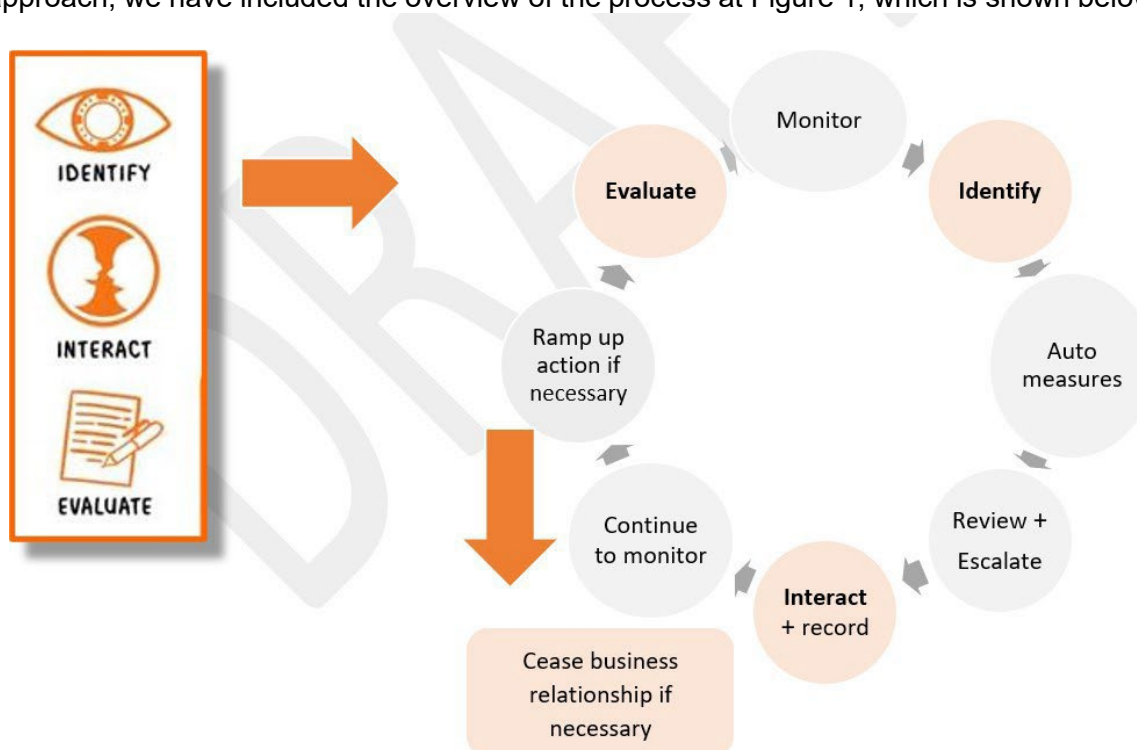 approach, we have included the overview of the process at Figure 1, which is shown below
IDENTIFY
INTERACT
EVALUATE
Monitor
Identify
Auto
measures
Review +
Escalate
Interact
+ record
Continue
to monitor
Ramp up
action if
necessary
Evaluate
Cease business
relationship if
necessary
DRAF